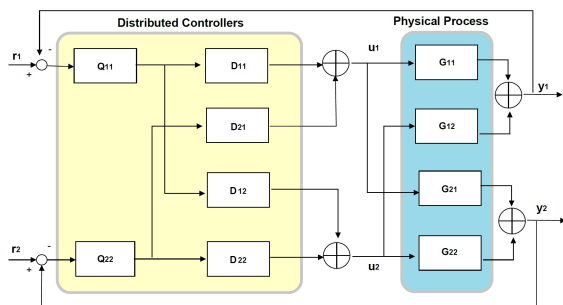 Distributed Controllers
Physical Process
r1
-
+
Q11
D11
u1
G11
y1
D21
G12
D12
G21
y2
r2
-
+
Q22
D22
u2
G22